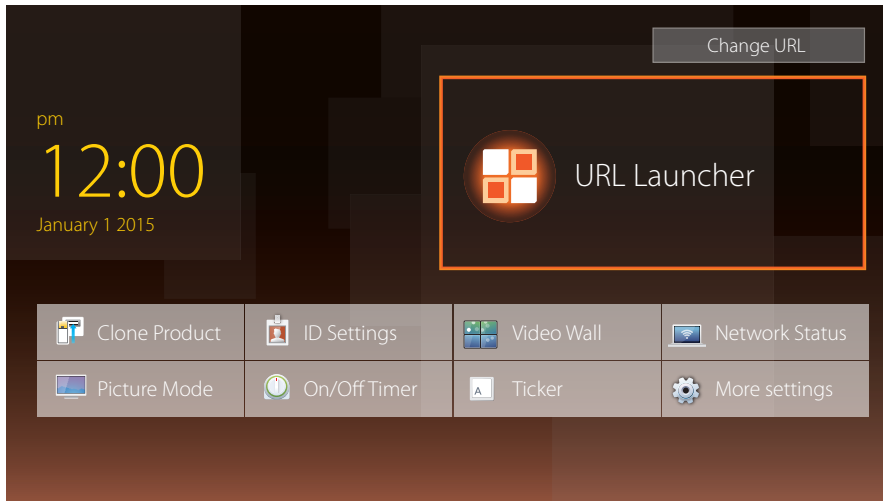 Change URL
pm
12:00
January 1 2015
URL Launcher
Clone Product
ID Settings
Video Wall
Network Status
Picture Mode
On/Off Timer
A
Ticker
More settings